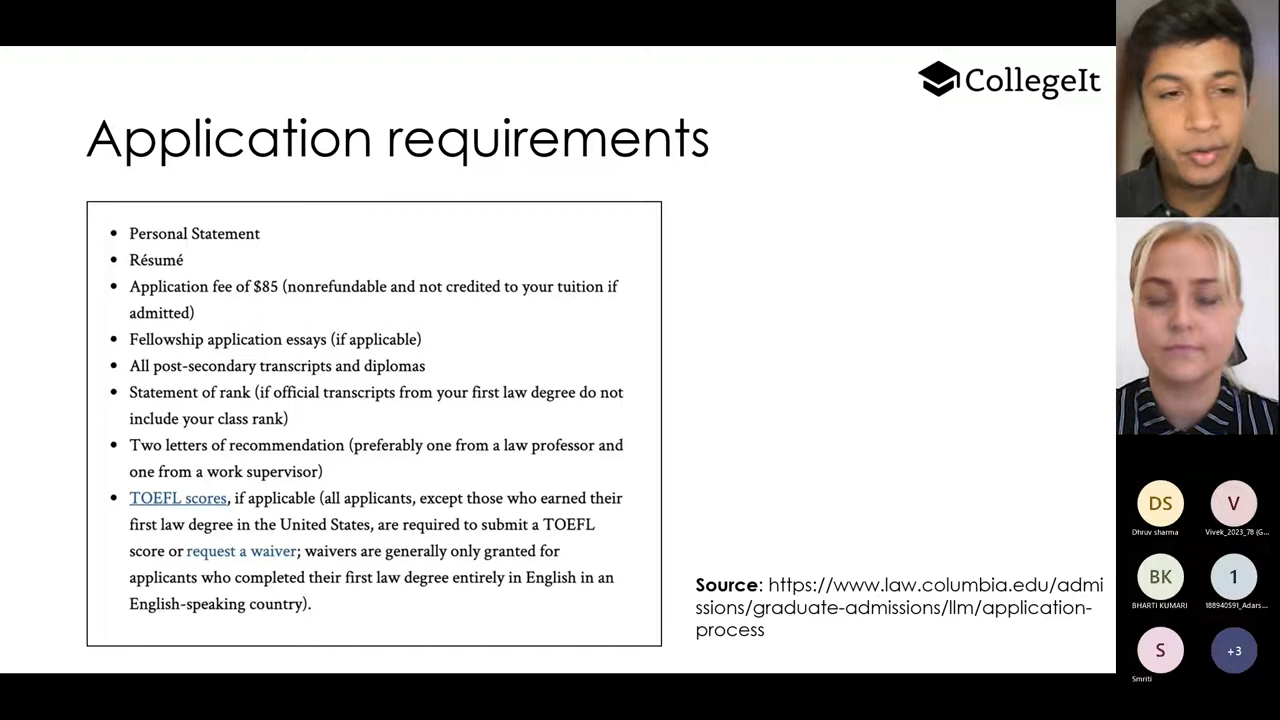 CollegeIt
Application requirements
• Personal Statement
• Résumé
• Application fee of $85 (nonrefundable and not credited to your tuition if
admitted)
• Fellowship application essays (if applicable)
• All post-secondary transcripts and diplomas
• Statement of rank (if official transcripts from your first law degree do not
include your class rank)
• Two letters of recommendation (preferably one from a law professor and
one from a work supervisor)
• TOEFL scores, if applicable (all applicants, except those who earned their
first law degree in the United States, are required to submit a TOEFL
score or request a waiver; waivers are generally only granted for
applicants who completed their first law degree entirely in English in an
English-speaking country).
Source: https://www.law.columbia.edu/admi
ssions/graduate-admissions/llm/application-
process
DS
Dhruv sharma
V
Vivek_2023_78 (G...
BK
BHARTI KUMARI
1
188940591_Adars...
S
Smriti
+3